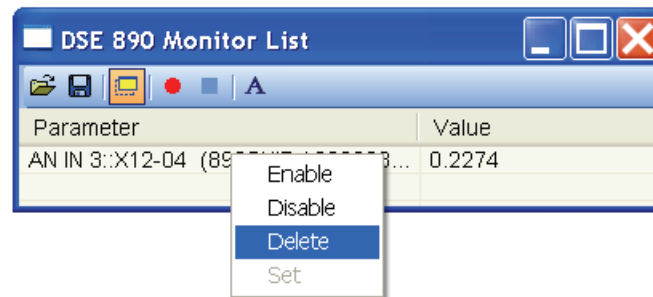 DSE 890 Monitor List
A
Parameter Value
AN IN 3::X12-04 0.2274
Enable
Disable
Delete
Set